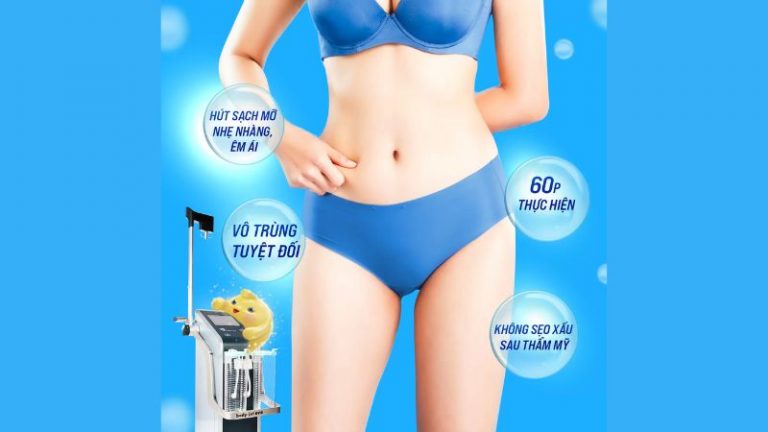 HÚT SẠCH MỠ
NHẸ NHÀNG,
ÊM ÁI
60P
THỰC HIỆN
VÔ TRÙNG
TUYỆT ĐỐI
KHÔNG SẸO XẤU
SAU THẨM MỸ